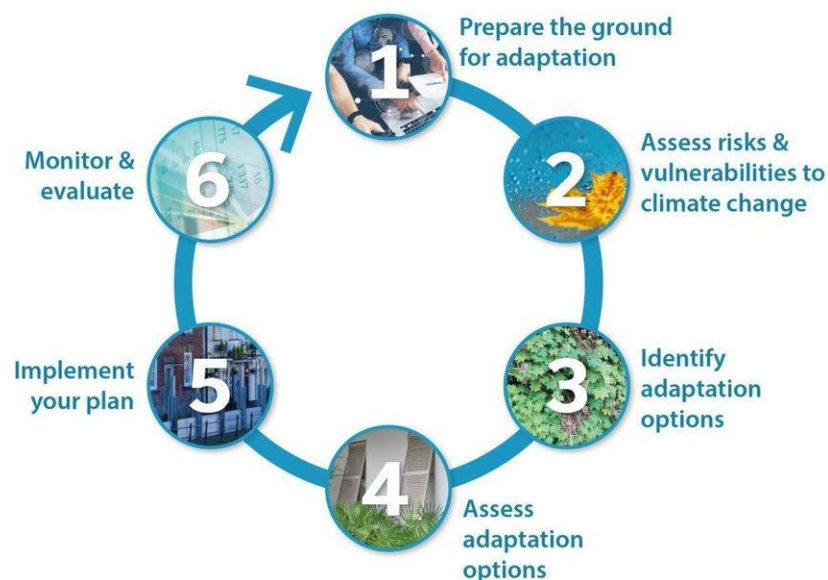 1
Prepare the ground
for adaptation
2
Assess risks &
vulnerabilities to
climate change
3
Identify
adaptation
options
4
Assess
adaptation
options
5
Implement
your plan
6
Monitor &
evaluate